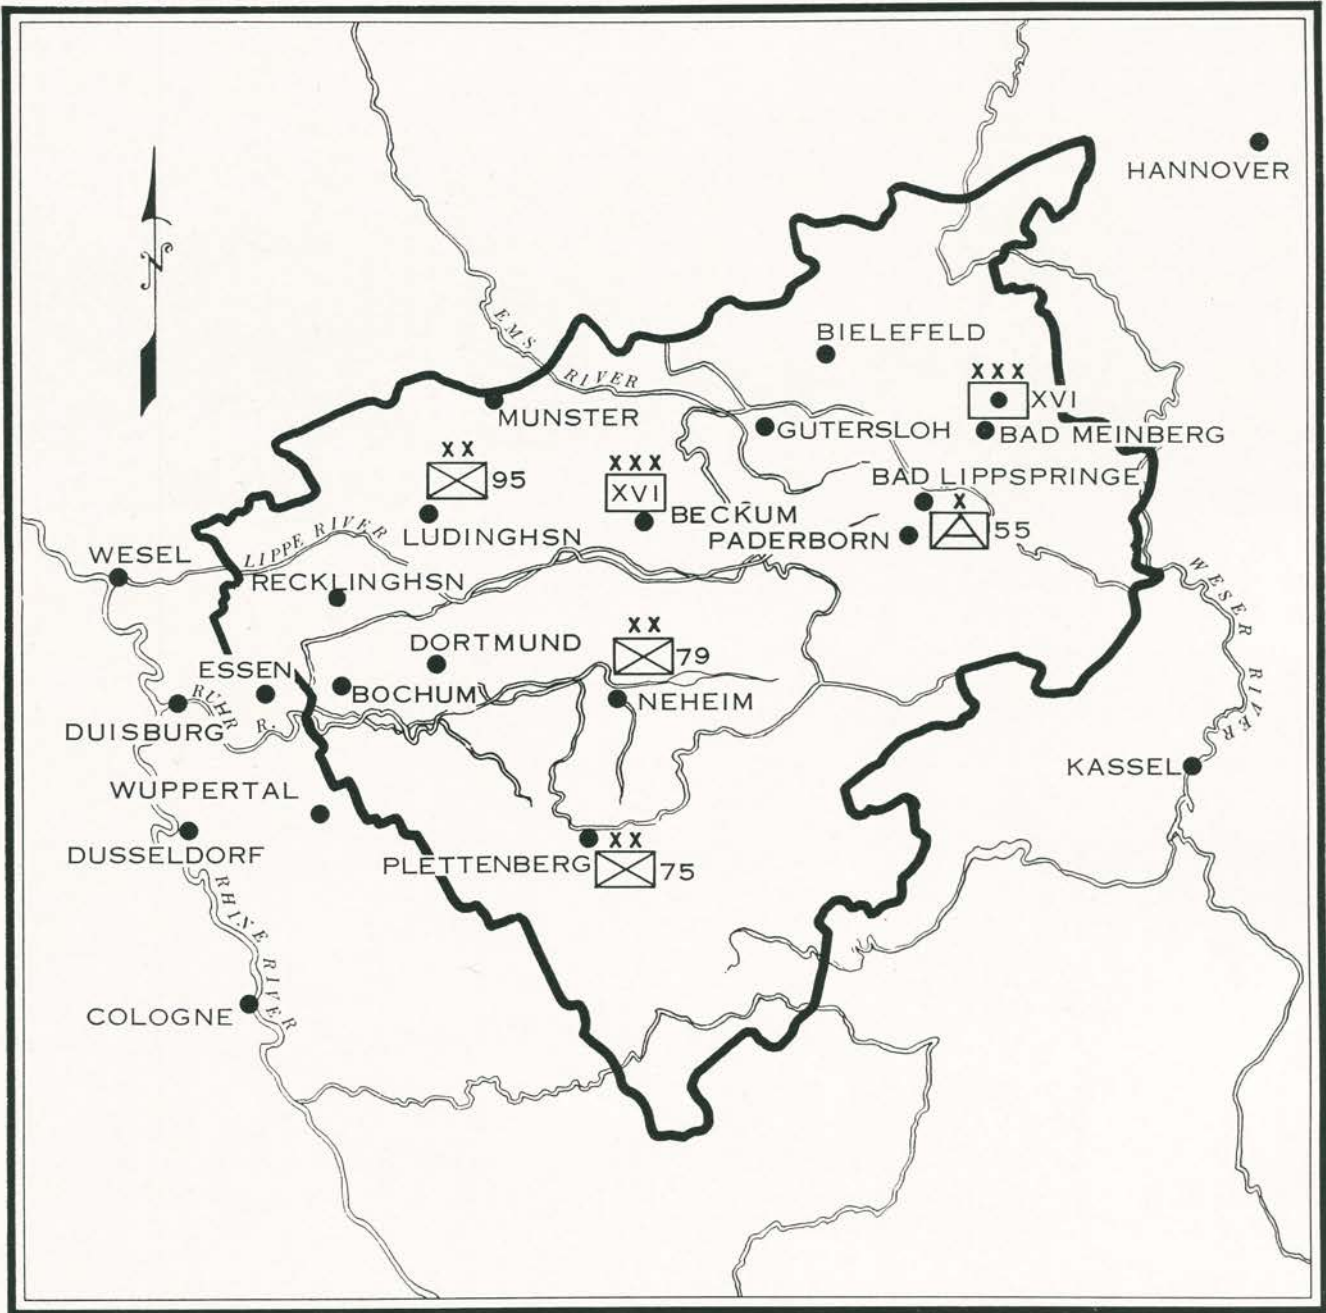 HANNOVER
N
EMS
RIVER
BIELEFELD
XXX
XVI
MUNSTER
GUTERSLOH
BAD MEINBERG
XX
95
XXX
XVI
BAD LIPPSPRINGE
BECKUM
X
55
LUDINGHSN
PADERBORN
LIPPE RIVER
WESEL
RECKLINGHSN
WESER RIVER
DORTMUND
XX
79
ESSEN
BOCHUM
NEHEIM
RUHR R.
DUISBURG
KASSEL
WUPPERTAL
DUSSELDORF
PLETTENBERG
XX
75
RHINE RIVER
COLOGNE